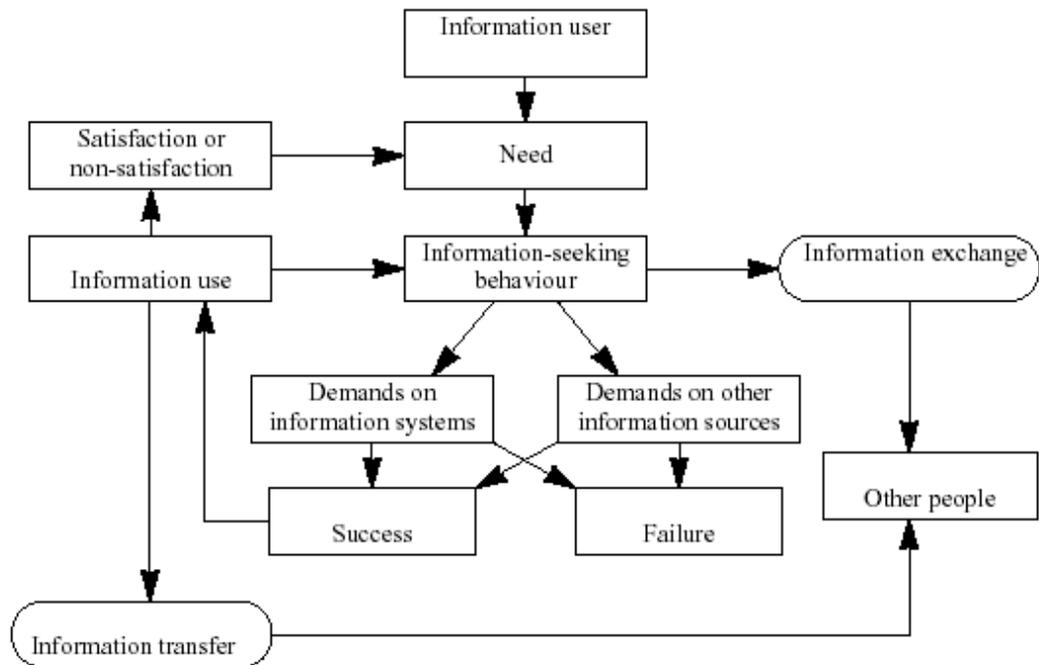 Information user
Satisfaction or
non-satisfaction
Need
Information use
Information-seeking
behaviour
Information exchange
Demands on
information systems
Demands on other
information sources
Success
Failure
Other people
Information transfer